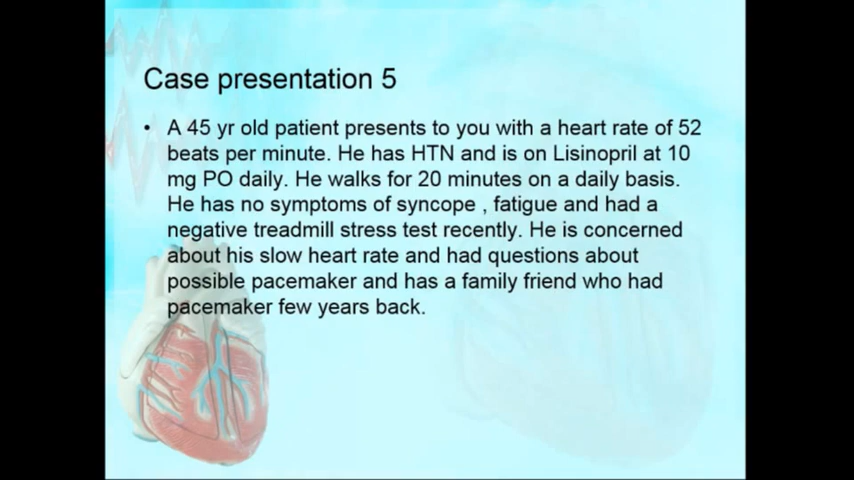 Case presentation 5
• A 45 yr old patient presents to you with a heart rate of 52
beats per minute. He has HTN and is on Lisinopril at 10
mg PO daily. He walks for 20 minutes on a daily basis.
He has no symptoms of syncope , fatigue and had a
negative treadmill stress test recently. He is concerned
about his slow heart rate and had questions about
possible pacemaker and has a family friend who had
pacemaker few years back.